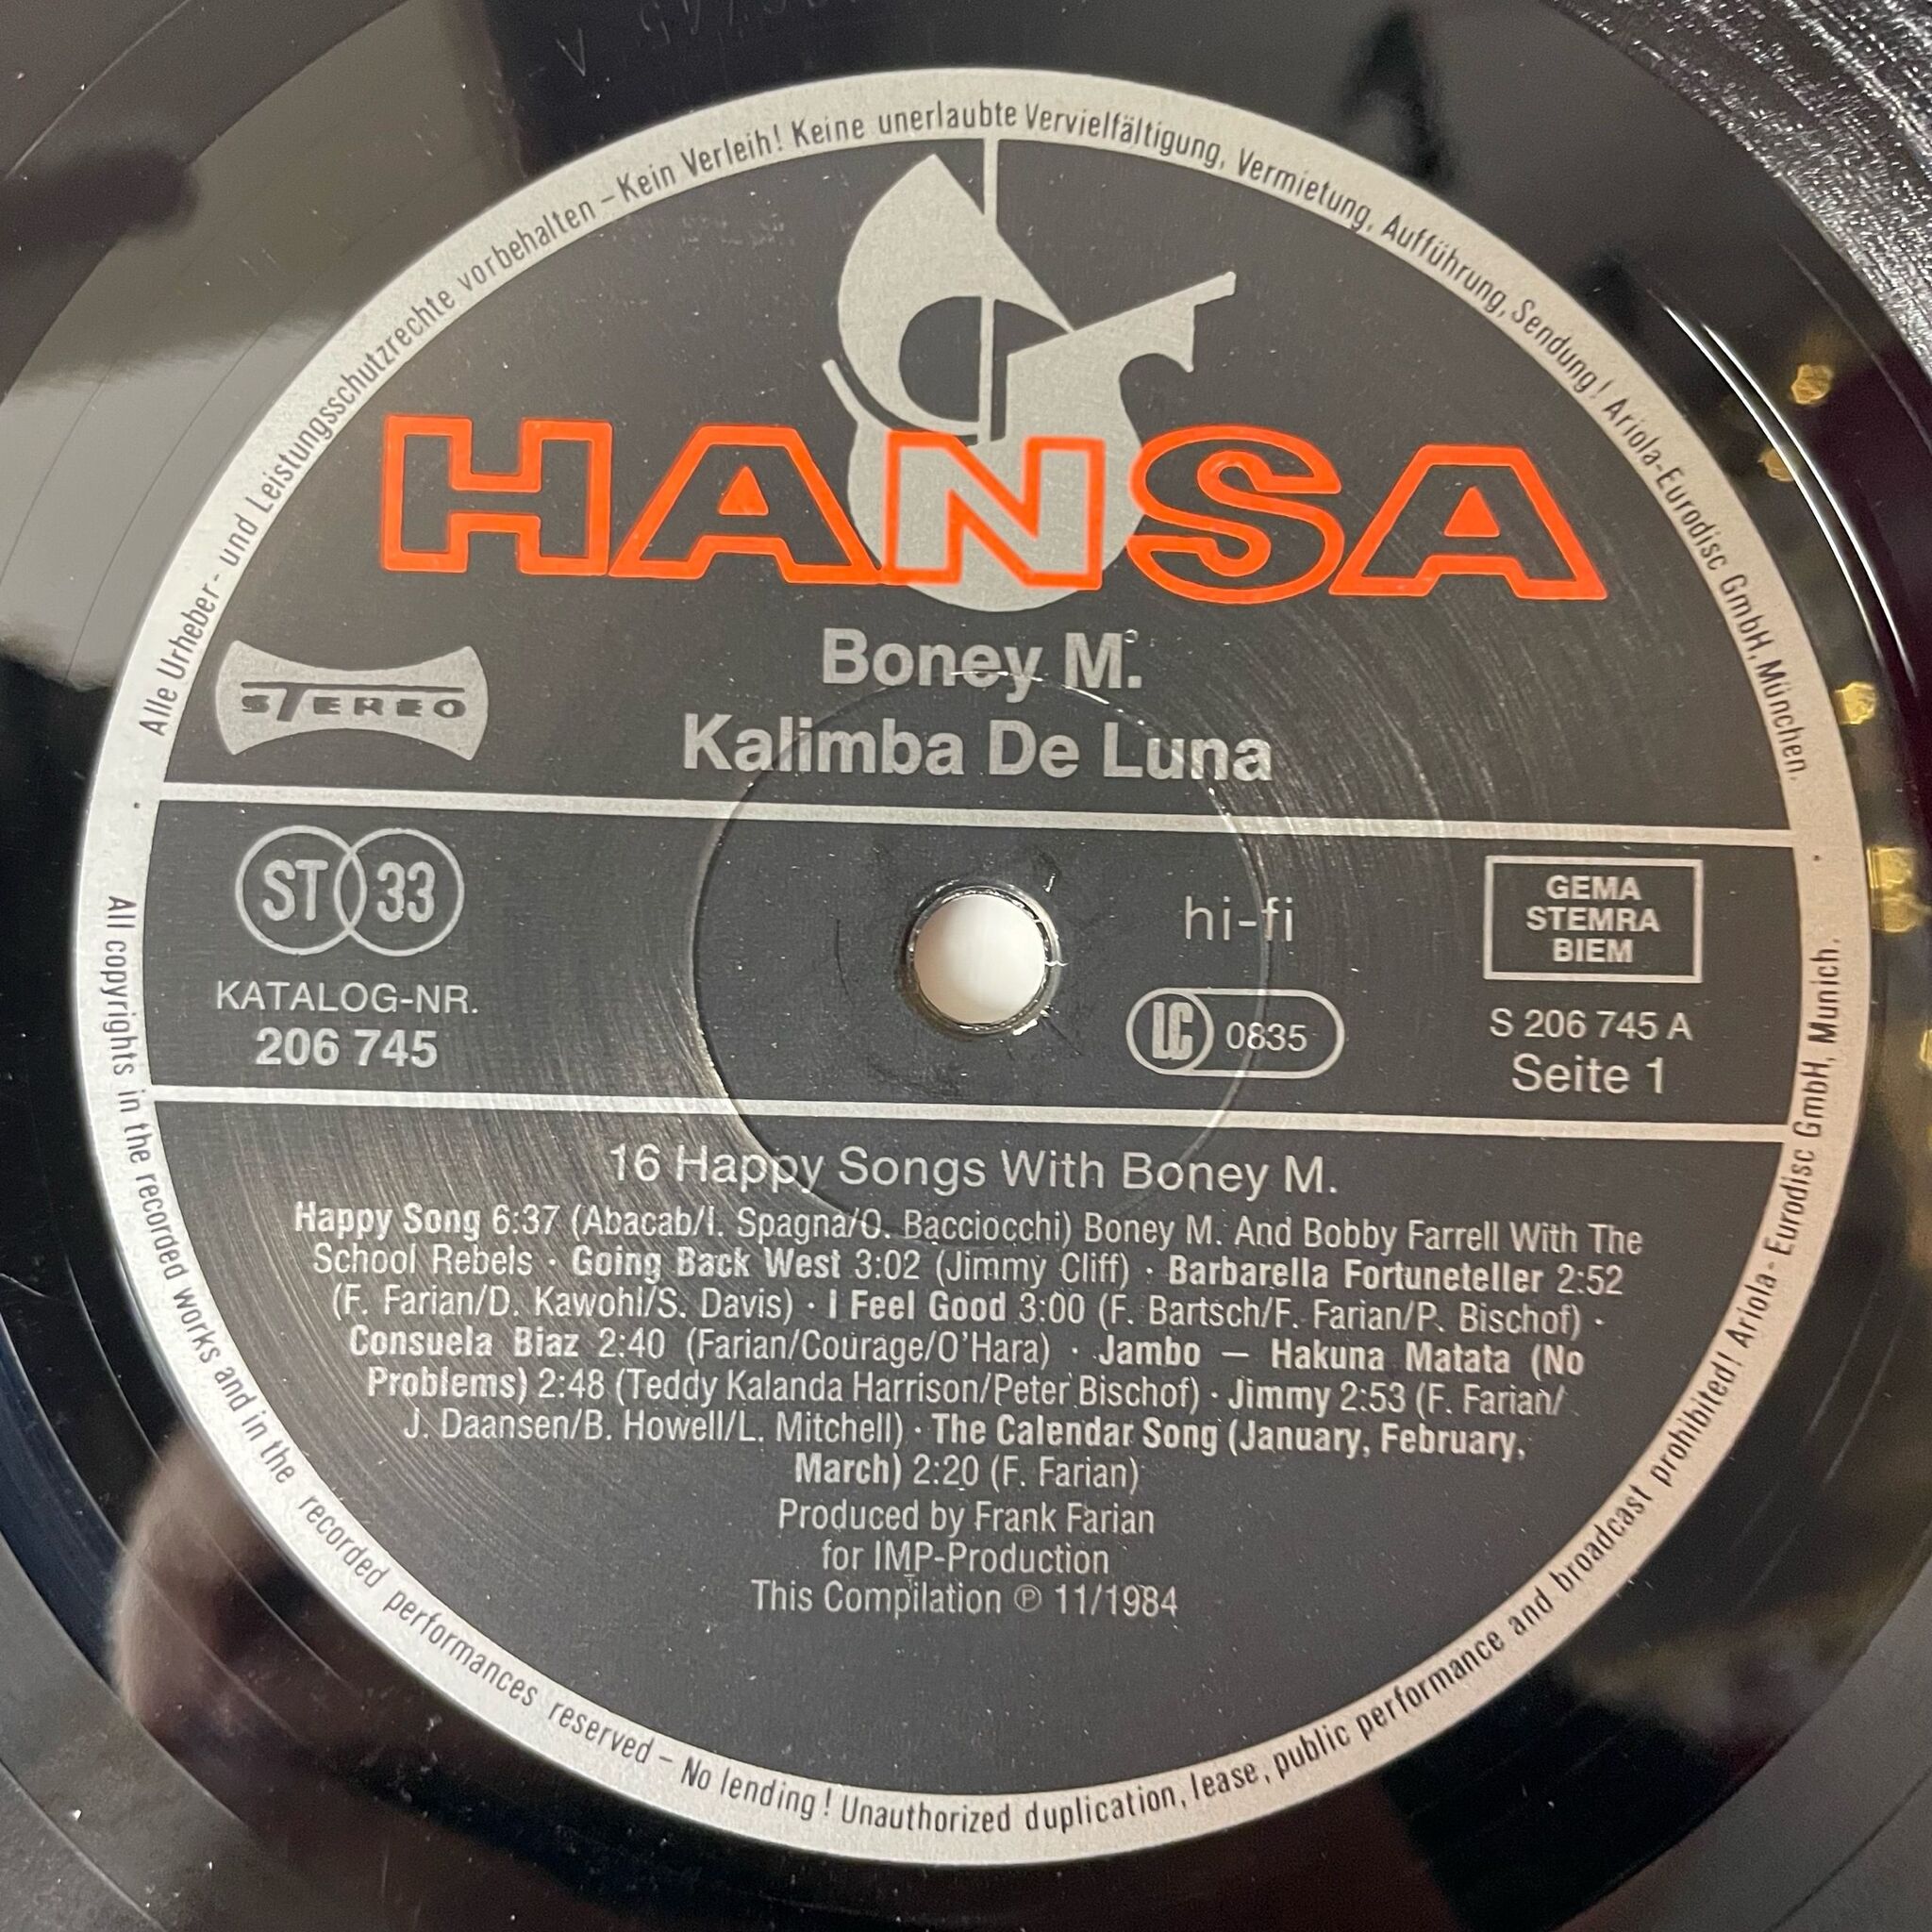 Alle Urheber- und Leistungsschutzrechte vorbehalten – Kein Verleih! Keine unerlaubte Vervielfältigung, Vermietung, Aufführung, Sendung! Ariola-Eurodisc GmbH, München.
HANSA
STEREO
Boney M.
Kalimba De Luna
ST 33
KATALOG-NR.
206 745
hi-fi
LC 0835
GEMA
STEMRA
BIEM
S 206 745 A
Seite 1
16 Happy Songs With Boney M.
Happy Song 6:37 (Abacab/I. Spagna/O. Bacciocchi) Boney M. And Bobby Farrell With The
School Rebels · Going Back West 3:02 (Jimmy Cliff) · Barbarella Fortuneteller 2:52
(F. Farian/D. Kawohl/S. Davis) · I Feel Good 3:00 (F. Bartsch/F. Farian/P. Bischof) ·
Consuela Biaz 2:40 (Farian/Courage/O'Hara) · Jambo — Hakuna Matata (No
Problems) 2:48 (Teddy Kalanda Harrison/Peter Bischof) · Jimmy 2:53 (F. Farian/
J. Daansen/B. Howell/L. Mitchell) · The Calendar Song (January, February,
March) 2:20 (F. Farian)
Produced by Frank Farian
for IMP-Production
This Compilation ℗ 11/1984
All copyrights in the recorded works and in the recorded performances reserved – No lending! Unauthorized duplication, lease, public performance and broadcast prohibited! Ariola-Eurodisc GmbH, Munich.